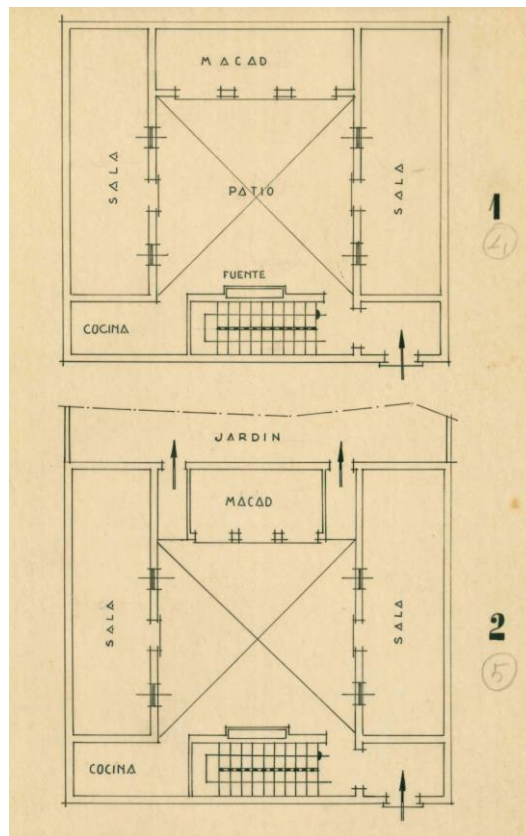 MACAD
SALA
PATIO
SALA
1
4
FUENTE
COCINA
JARDIN
MACAD
SALA
SALA
2
5
COCINA